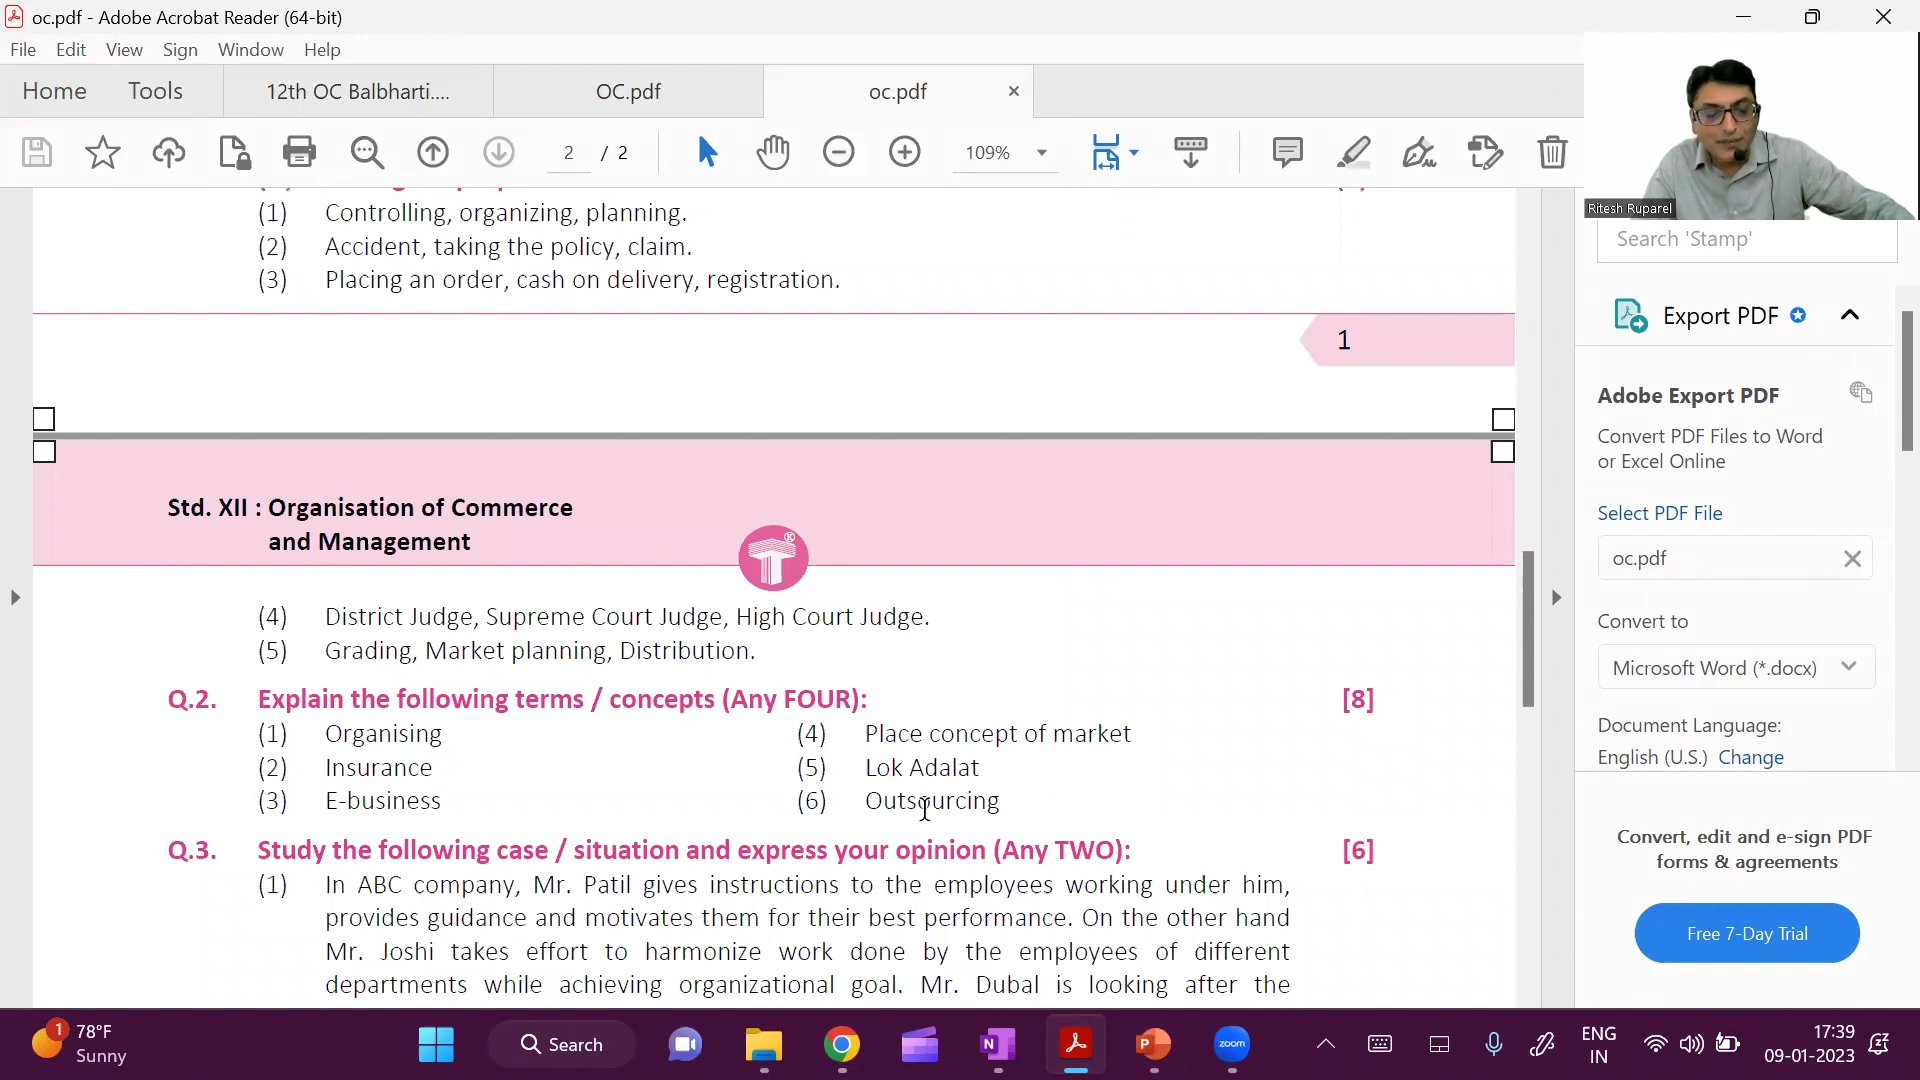 oc.pdf - Adobe Acrobat Reader (64-bit)
File Edit View Sign Window Help
Home Tools 12th OC Balbharti.... OC.pdf oc.pdf
2 / 2 109%
Ritesh Ruparel
Search 'Stamp'
(1) Controlling, organizing, planning.
(2) Accident, taking the policy, claim.
(3) Placing an order, cash on delivery, registration.
1
Std. XII : Organisation of Commerce
and Management
®
(4) District Judge, Supreme Court Judge, High Court Judge.
(5) Grading, Market planning, Distribution.
Q.2. Explain the following terms / concepts (Any FOUR): [8]
(1) Organising (4) Place concept of market
(2) Insurance (5) Lok Adalat
(3) E-business (6) Outsourcing
Q.3. Study the following case / situation and express your opinion (Any TWO): [6]
(1) In ABC company, Mr. Patil gives instructions to the employees working under him,
provides guidance and motivates them for their best performance. On the other hand
Mr. Joshi takes effort to harmonize work done by the employees of different
departments while achieving organizational goal. Mr. Dubal is looking after the
Export PDF
Adobe Export PDF
Convert PDF Files to Word
or Excel Online
Select PDF File
oc.pdf
Convert to
Microsoft Word (*.docx)
Document Language:
English (U.S.) Change
Convert, edit and e-sign PDF
forms & agreements
Free 7-Day Trial
1
78°F
Sunny
Search
N
P
zoom
ENG
IN
17:39
09-01-2023